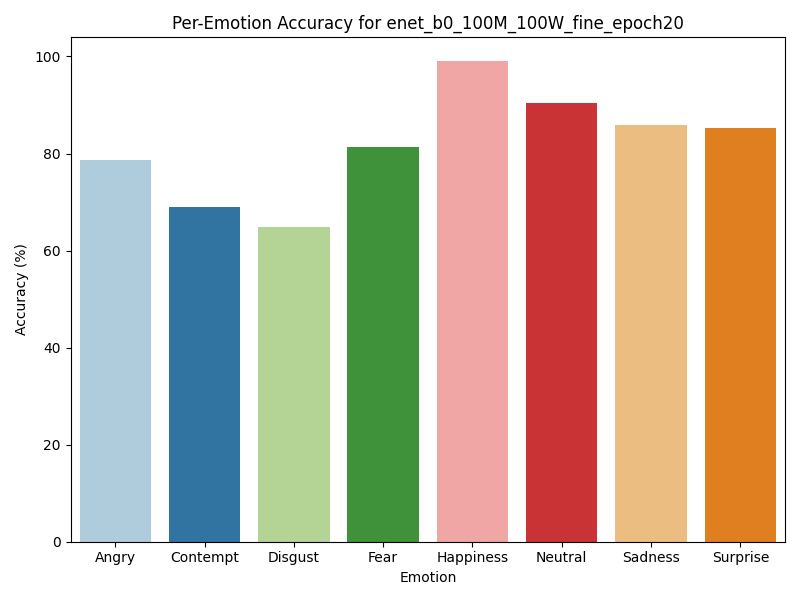 Per-Emotion Accuracy for enet_b0_100M_100W_fine_epoch20
100
80
60
40
20
0
Accuracy (%)
Angry Contempt Disgust Fear Happiness Neutral Sadness Surprise
Emotion